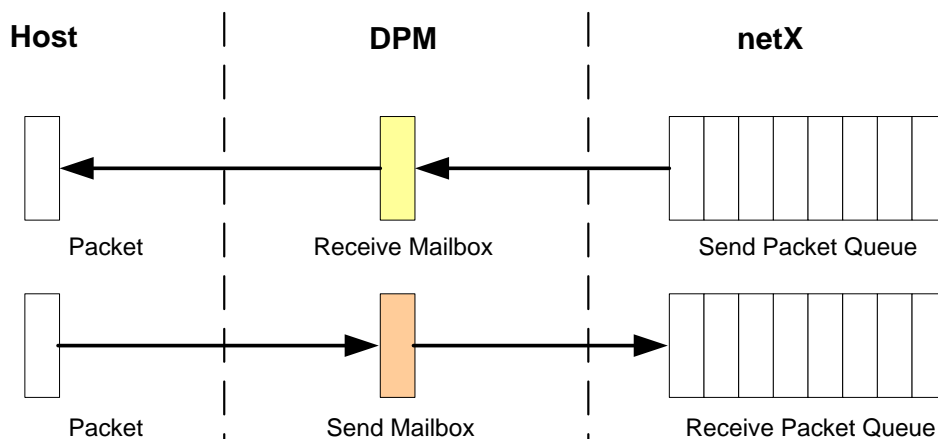 Host DPM netX
Packet Receive Mailbox Send Packet Queue
Packet Send Mailbox Receive Packet Queue